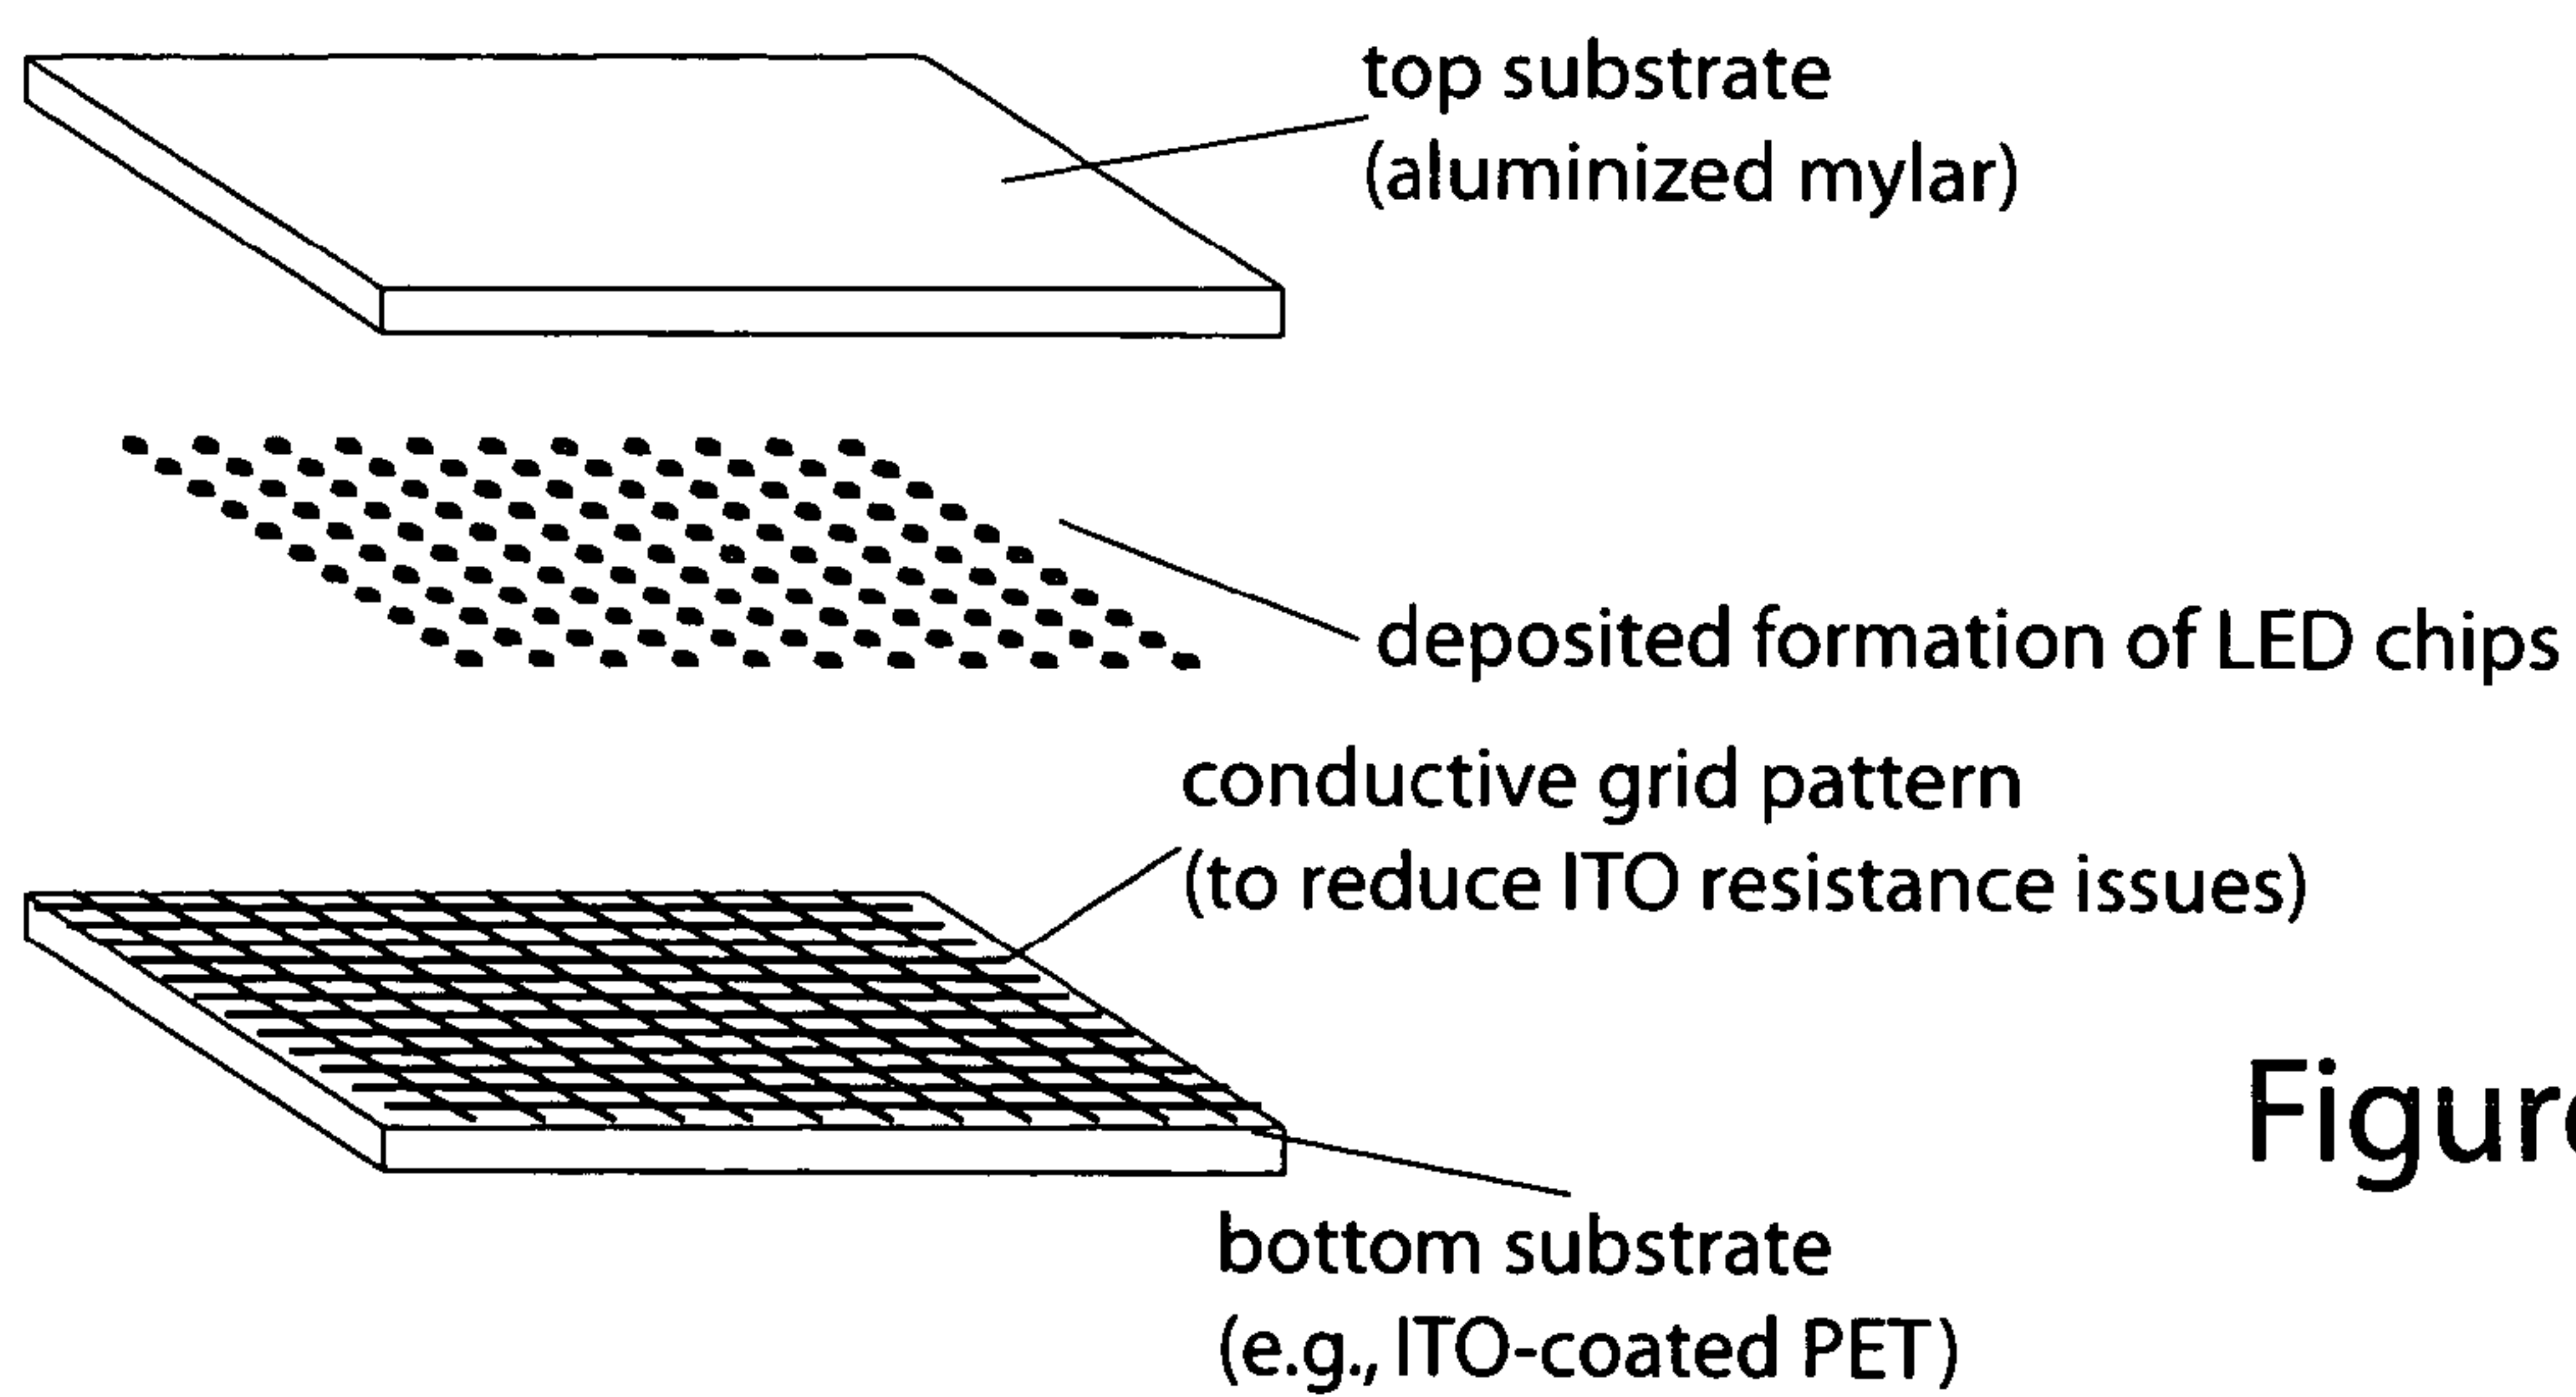 top substrate
(aluminized mylar)
deposited formation of LED chips
conductive grid pattern
(to reduce ITO resistance issues)
bottom substrate
(e.g., ITO-coated PET)